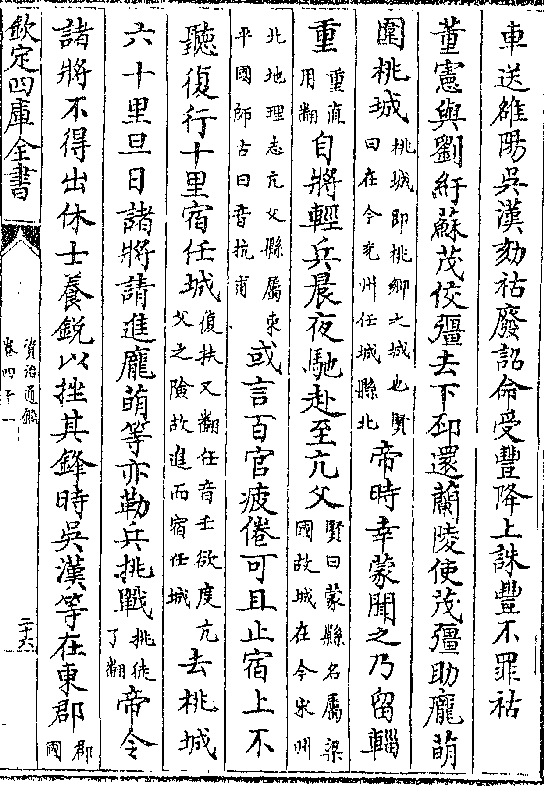 車送雒陽吳漢劾祜廢詔命受豐降上誅豐不罪祜
董憲與劉紆蘇茂佼彊去下邳還蘭陵使茂彊助龐萌
圍桃城桃城即桃鄉之城也賢曰在今兗州任城縣北帝時幸蒙聞之乃留輜
重重直用翻自將輕兵晨夜馳赴至亢父賢曰蒙縣名屬梁國故城在今宋州
北地理志亢父縣屬東平國師古曰音抗甫或言百官疲倦可且止宿上不
聽復行十里宿任城復扶又翻任音壬欲度亢父之險故進而宿任城去桃城
六十里旦日諸將請進龐萌等亦勒兵挑戰挑徒了翻帝令
諸將不得出休士養銳以挫其鋒時吳漢等在東郡郡國
欽定四庫全書
資治通鑑
卷四十一
二十六